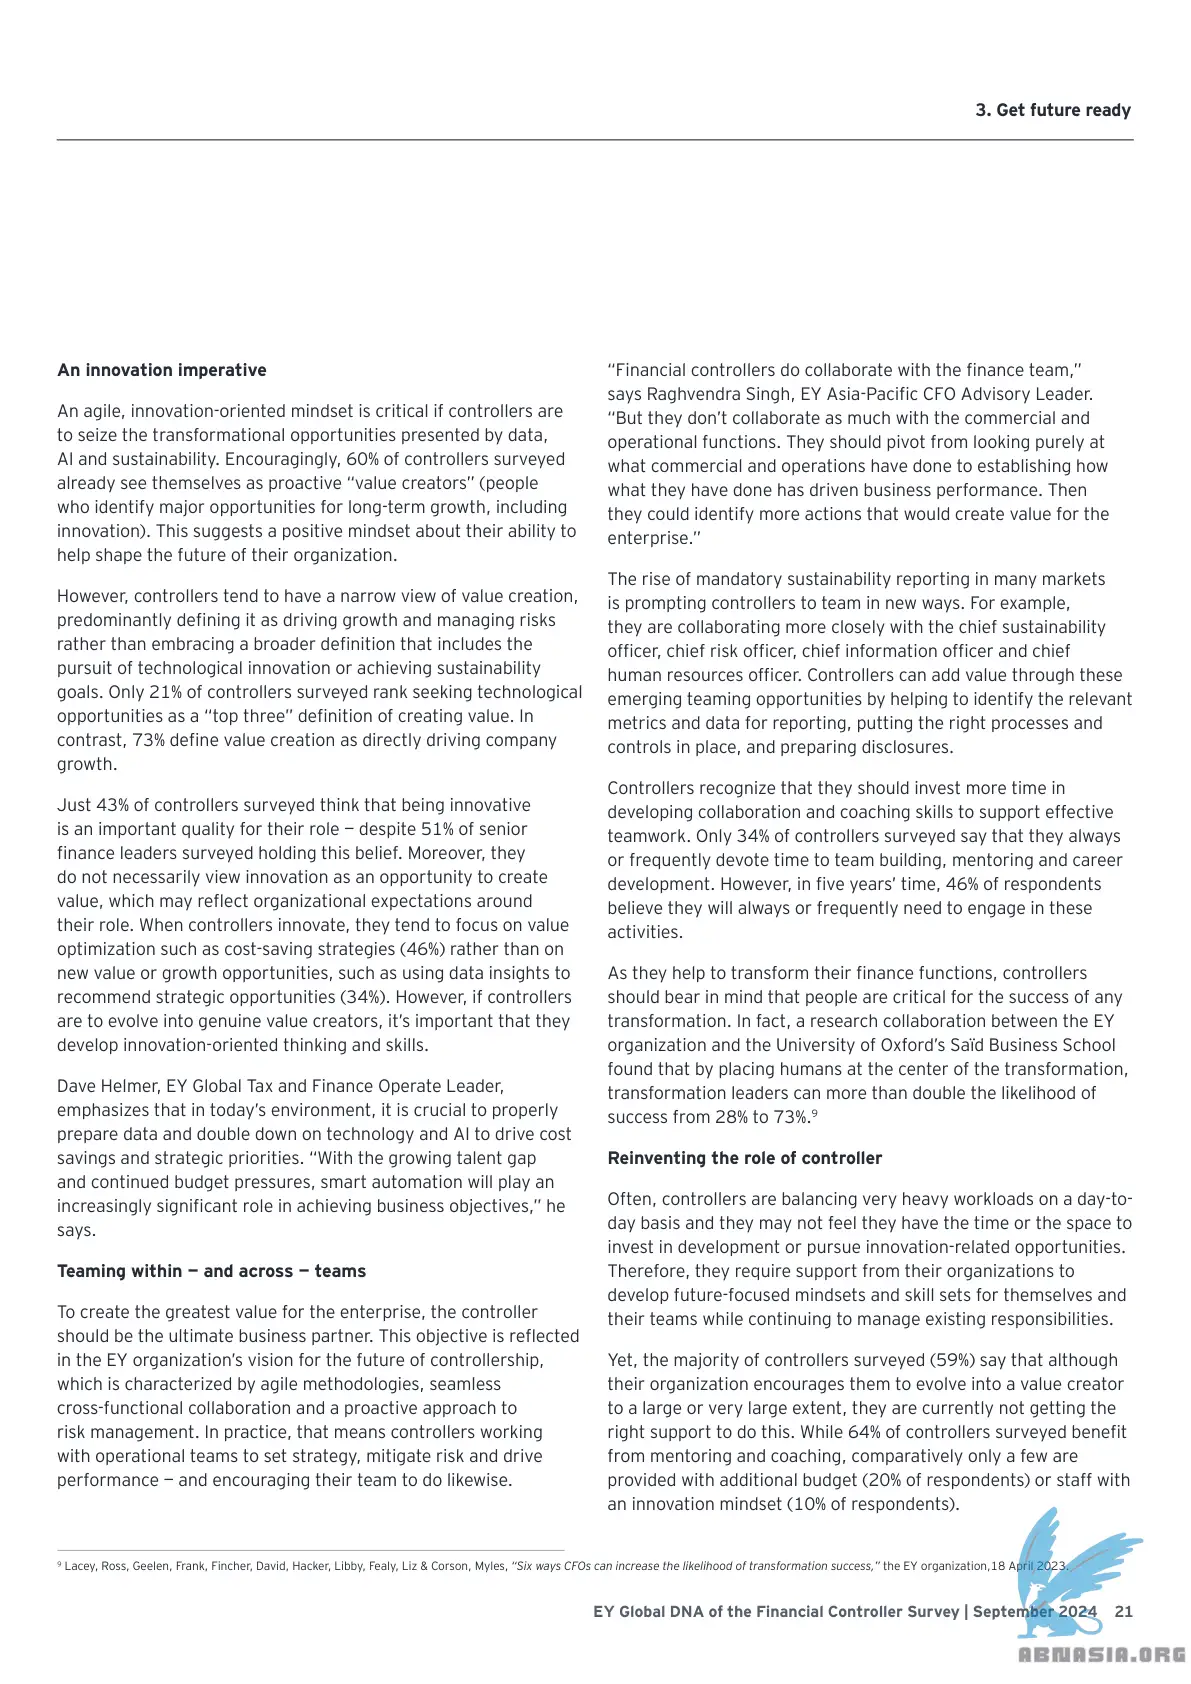 3. Get future ready
An innovation imperative
An agile, innovation-oriented mindset is critical if controllers are
to seize the transformational opportunities presented by data,
AI and sustainability. Encouragingly, 60% of controllers surveyed
already see themselves as proactive “value creators” (people
who identify major opportunities for long-term growth, including
innovation). This suggests a positive mindset about their ability to
help shape the future of their organization.
However, controllers tend to have a narrow view of value creation,
predominantly defining it as driving growth and managing risks
rather than embracing a broader definition that includes the
pursuit of technological innovation or achieving sustainability
goals. Only 21% of controllers surveyed rank seeking technological
opportunities as a “top three” definition of creating value. In
contrast, 73% define value creation as directly driving company
growth.
Just 43% of controllers surveyed think that being innovative
is an important quality for their role – despite 51% of senior
finance leaders surveyed holding this belief. Moreover, they
do not necessarily view innovation as an opportunity to create
value, which may reflect organizational expectations around
their role. When controllers innovate, they tend to focus on value
optimization such as cost-saving strategies (46%) rather than on
new value or growth opportunities, such as using data insights to
recommend strategic opportunities (34%). However, if controllers
are to evolve into genuine value creators, it’s important that they
develop innovation-oriented thinking and skills.
Dave Helmer, EY Global Tax and Finance Operate Leader,
emphasizes that in today’s environment, it is crucial to properly
prepare data and double down on technology and AI to drive cost
savings and strategic priorities. “With the growing talent gap
and continued budget pressures, smart automation will play an
increasingly significant role in achieving business objectives,” he
says.
Teaming within – and across – teams
To create the greatest value for the enterprise, the controller
should be the ultimate business partner. This objective is reflected
in the EY organization’s vision for the future of controllership,
which is characterized by agile methodologies, seamless
cross-functional collaboration and a proactive approach to
risk management. In practice, that means controllers working
with operational teams to set strategy, mitigate risk and drive
performance – and encouraging their team to do likewise.
“Financial controllers do collaborate with the finance team,”
says Raghvendra Singh, EY Asia-Pacific CFO Advisory Leader.
“But they don’t collaborate as much with the commercial and
operational functions. They should pivot from looking purely at
what commercial and operations have done to establishing how
what they have done has driven business performance. Then
they could identify more actions that would create value for the
enterprise.”
The rise of mandatory sustainability reporting in many markets
is prompting controllers to team in new ways. For example,
they are collaborating more closely with the chief sustainability
officer, chief risk officer, chief information officer and chief
human resources officer. Controllers can add value through these
emerging teaming opportunities by helping to identify the relevant
metrics and data for reporting, putting the right processes and
controls in place, and preparing disclosures.
Controllers recognize that they should invest more time in
developing collaboration and coaching skills to support effective
teamwork. Only 34% of controllers surveyed say that they always
or frequently devote time to team building, mentoring and career
development. However, in five years’ time, 46% of respondents
believe they will always or frequently need to engage in these
activities.
As they help to transform their finance functions, controllers
should bear in mind that people are critical for the success of any
transformation. In fact, a research collaboration between the EY
organization and the University of Oxford’s Saïd Business School
found that by placing humans at the center of the transformation,
transformation leaders can more than double the likelihood of
success from 28% to 73%.⁹
Reinventing the role of controller
Often, controllers are balancing very heavy workloads on a day-to-
day basis and they may not feel they have the time or the space to
invest in development or pursue innovation-related opportunities.
Therefore, they require support from their organizations to
develop future-focused mindsets and skill sets for themselves and
their teams while continuing to manage existing responsibilities.
Yet, the majority of controllers surveyed (59%) say that although
their organization encourages them to evolve into a value creator
to a large or very large extent, they are currently not getting the
right support to do this. While 64% of controllers surveyed benefit
from mentoring and coaching, comparatively only a few are
provided with additional budget (20% of respondents) or staff with
an innovation mindset (10% of respondents).
⁹ Lacey, Ross, Geelen, Frank, Fincher, David, Hacker, Libby, Fealy, Liz & Corson, Myles, “Six ways CFOs can increase the likelihood of transformation success,” the EY organization,18 April 2023.
EY Global DNA of the Financial Controller Survey | September 2024 21
ABNASIA.ORG